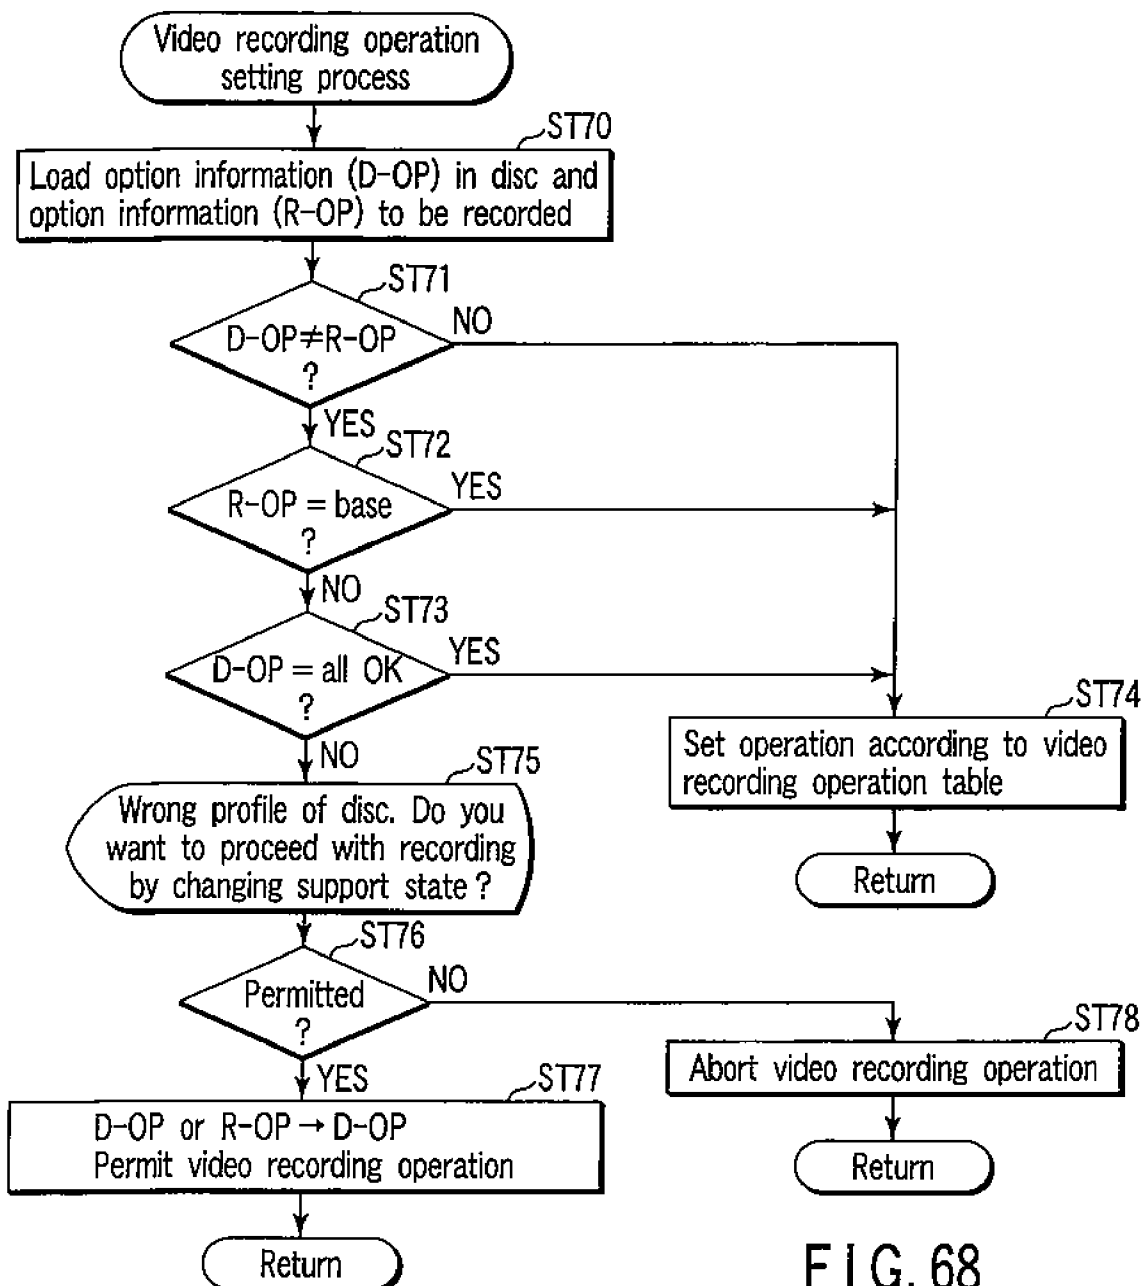 Video recording operation
setting process
ST70
Load option information (D-OP) in disc and
option information (R-OP) to be recorded
ST71
D-OP≠R-OP
?
NO
YES
ST72
R-OP = base
?
YES
NO
ST73
D-OP = all OK
?
YES
NO
ST74
Set operation according to video
recording operation table
Return
ST75
Wrong profile of disc. Do you
want to proceed with recording
by changing support state ?
ST76
Permitted
?
NO
YES
ST78
Abort video recording operation
Return
ST77
D-OP or R-OP → D-OP
Permit video recording operation
Return
FIG. 68